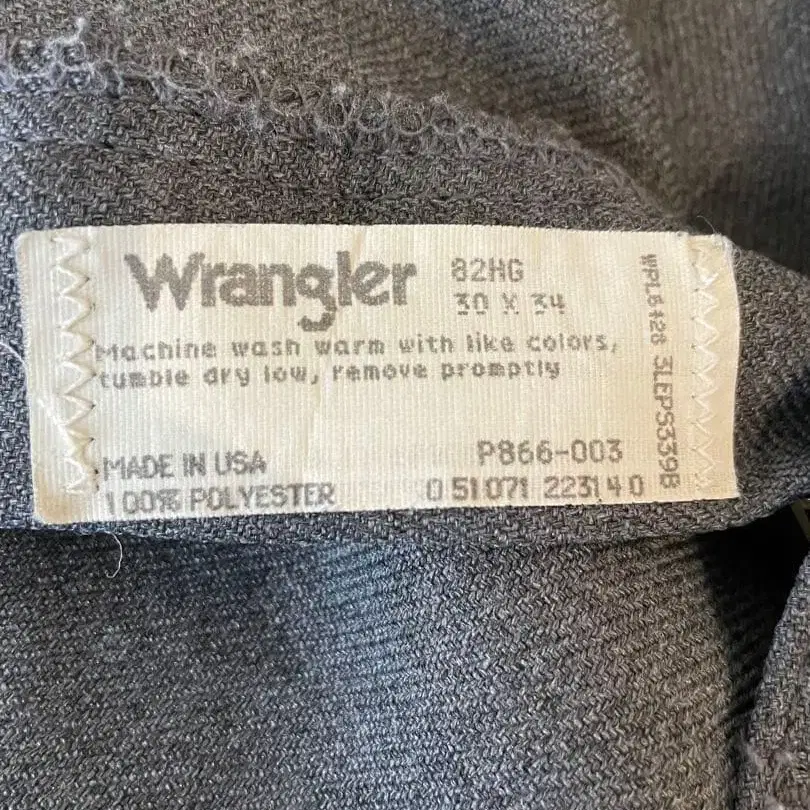 Wrangler
82HG
30 X 34
Machine wash warm with like colors,
tumble dry low, remove promptly
MADE IN USA
100% POLYESTER
P866-003
0 51071 22314 0
3LEPS339B